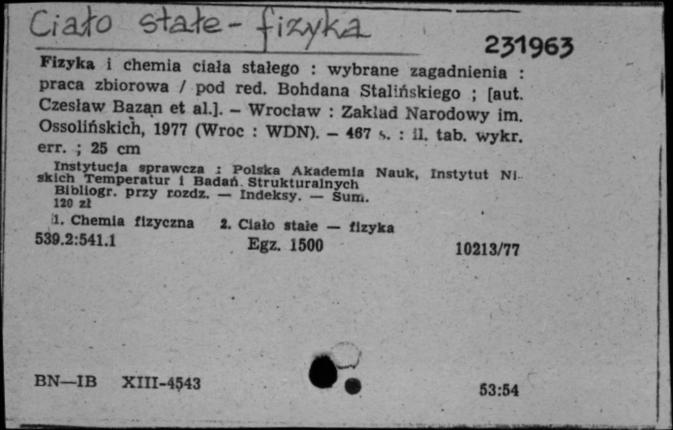 Ciało stałe - fizyka
231963
Fizyka i chemia ciała stałego : wybrane zagadnienia :
praca zbiorowa / pod red. Bohdana Stalińskiego ; [aut.
Czesław Bazan et al.]. – Wrocław : Zakład Narodowy im.
Ossolińskich, 1977 (Wroc : WDN). – 467 s. : il. tab. wykr.
err. ; 25 cm
Instytucja sprawcza : Polska Akademia Nauk, Instytut Ni-
skich Temperatur i Badań Strukturalnych
Bibliogr. przy rozdz. — Indeksy. — Sum.
120 zł
1. Chemia fizyczna 2. Ciało stałe — fizyka
539.2:541.1 Egz. 1500 10213/77
BN—IB XIII-4543 53:54